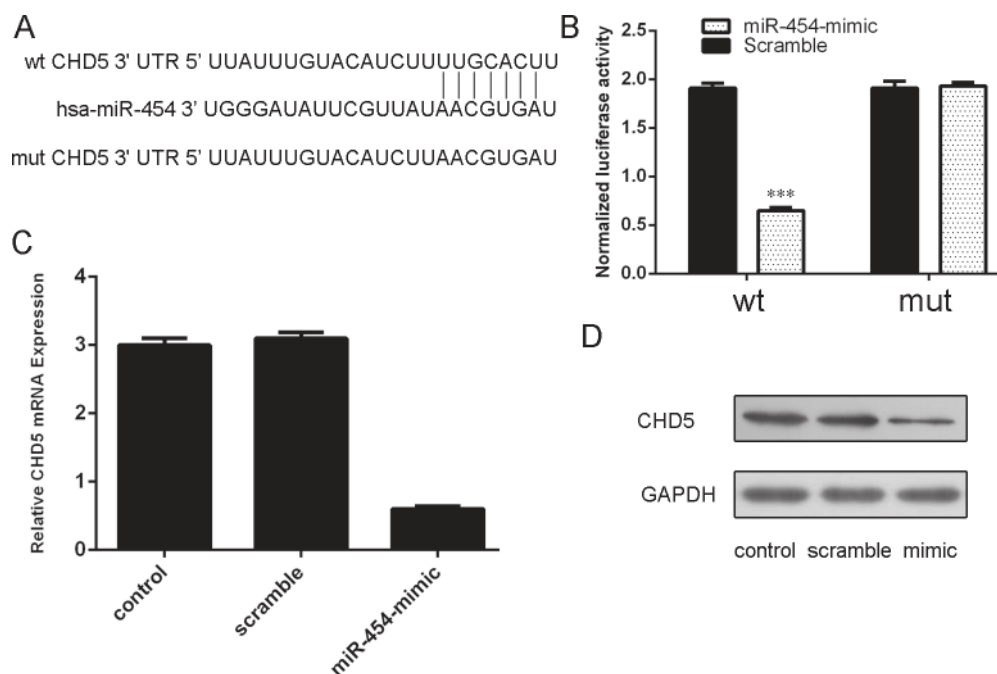 A
wt CHD5 3' UTR 5' UUAUUUGUACAUCUUUUGCACUU
hsa-miR-454 3' UGGGAUAUUCGUUAUAACGUGAU
mut CHD5 3' UTR 5' UUAUUUGUACAUCUUAACGUGAU
B
miR-454-mimic
Scramble
Normalized luciferase activity
2.5
2.0
1.5
1.0
0.5
0.0
***
wt mut
C
Relative CHD5 mRNA Expression
4
3
2
1
0
control
scramble
miR-454-mimic
D
CHD5
GAPDH
control scramble mimic